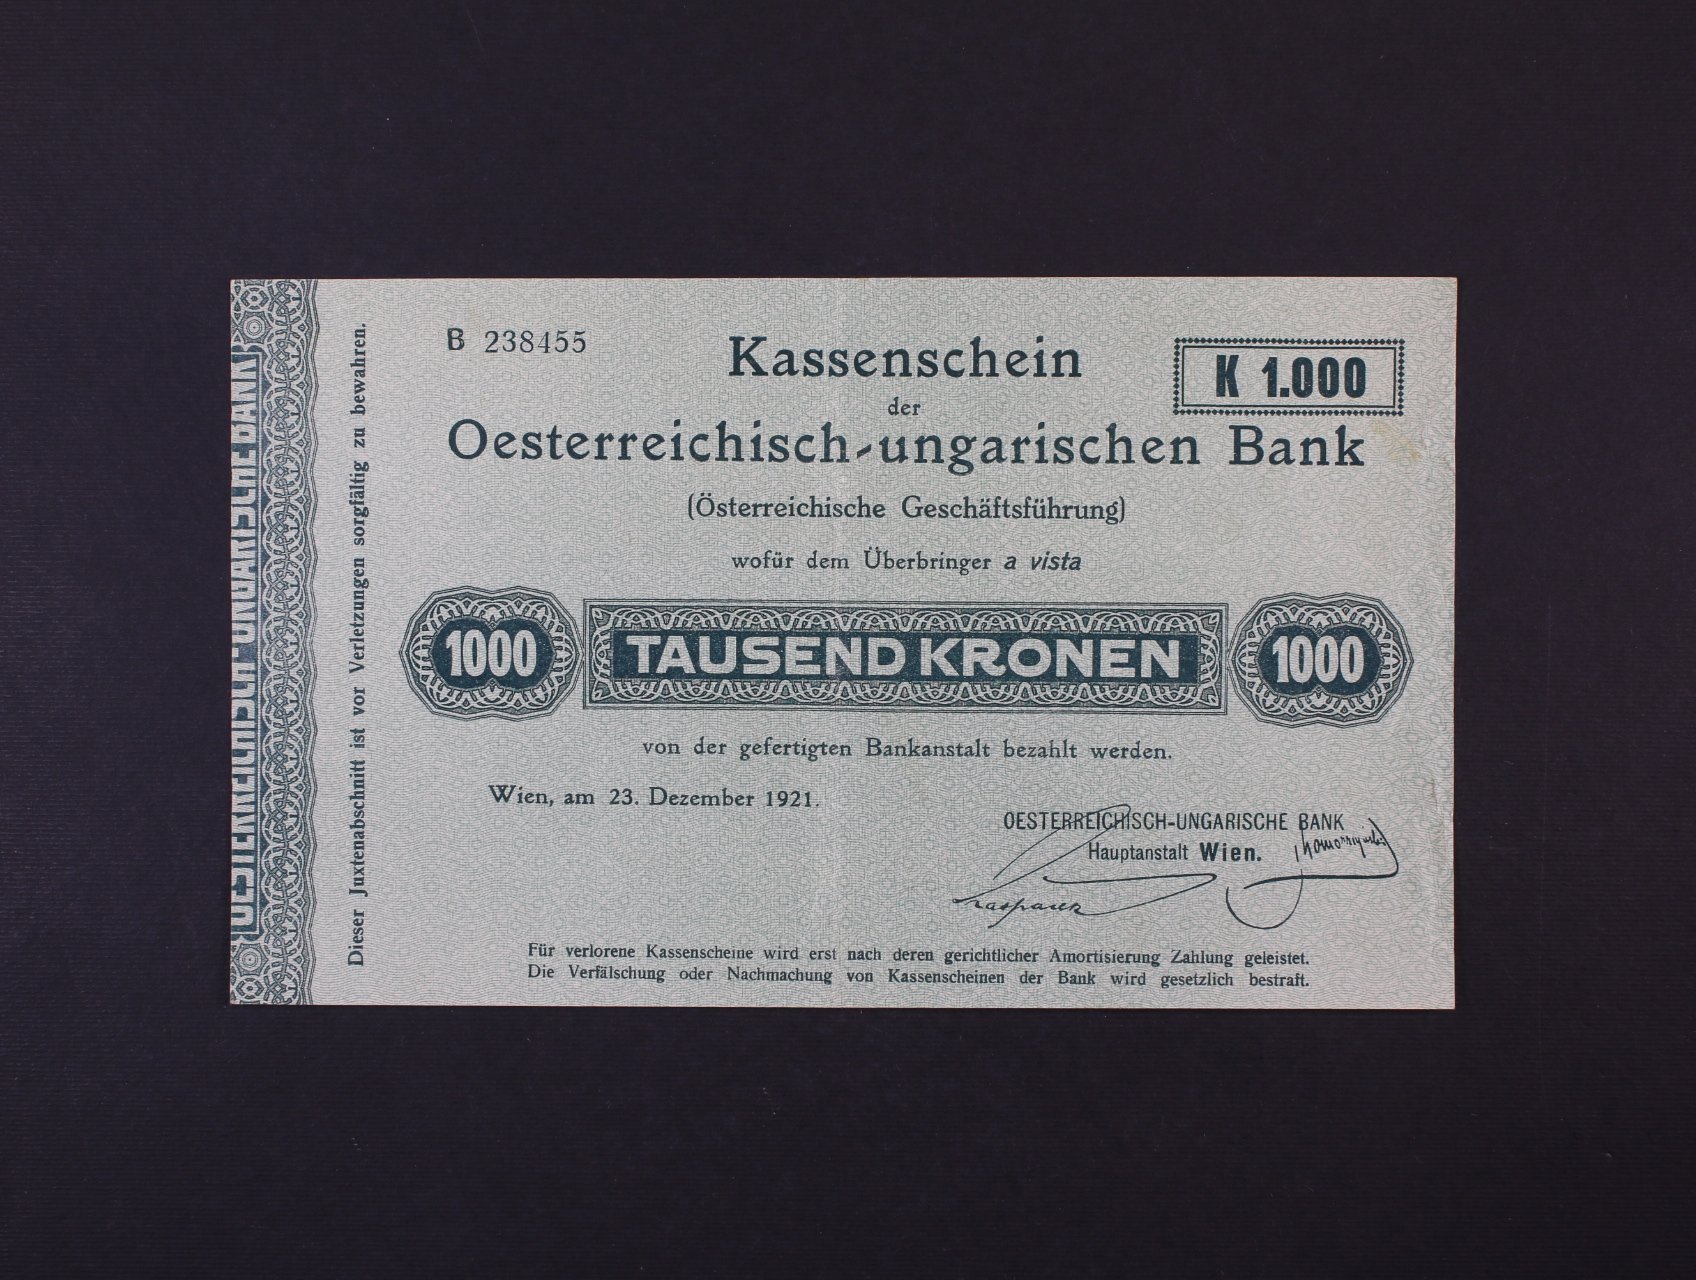 OESTERREICHISCH-UNGARISCHE BANK
Dieser Juxtenabschnitt ist vor Verletzungen sorgfältig zu bewahren.
B 238455
Kassenschein
K 1.000
der
Oesterreichisch-ungarischen Bank
(Österreichische Geschäftsführung)
wofür dem Überbringer a vista
1000 TAUSEND KRONEN 1000
von der gefertigten Bankanstalt bezahlt werden.
Wien, am 23. Dezember 1921.
OESTERREICHISCH-UNGARISCHE BANK
Hauptanstalt Wien.
Für verlorene Kassenscheine wird erst nach deren gerichtlicher Amortisierung Zahlung geleistet.
Die Verfälschung oder Nachmachung von Kassenscheinen der Bank wird gesetzlich bestraft.